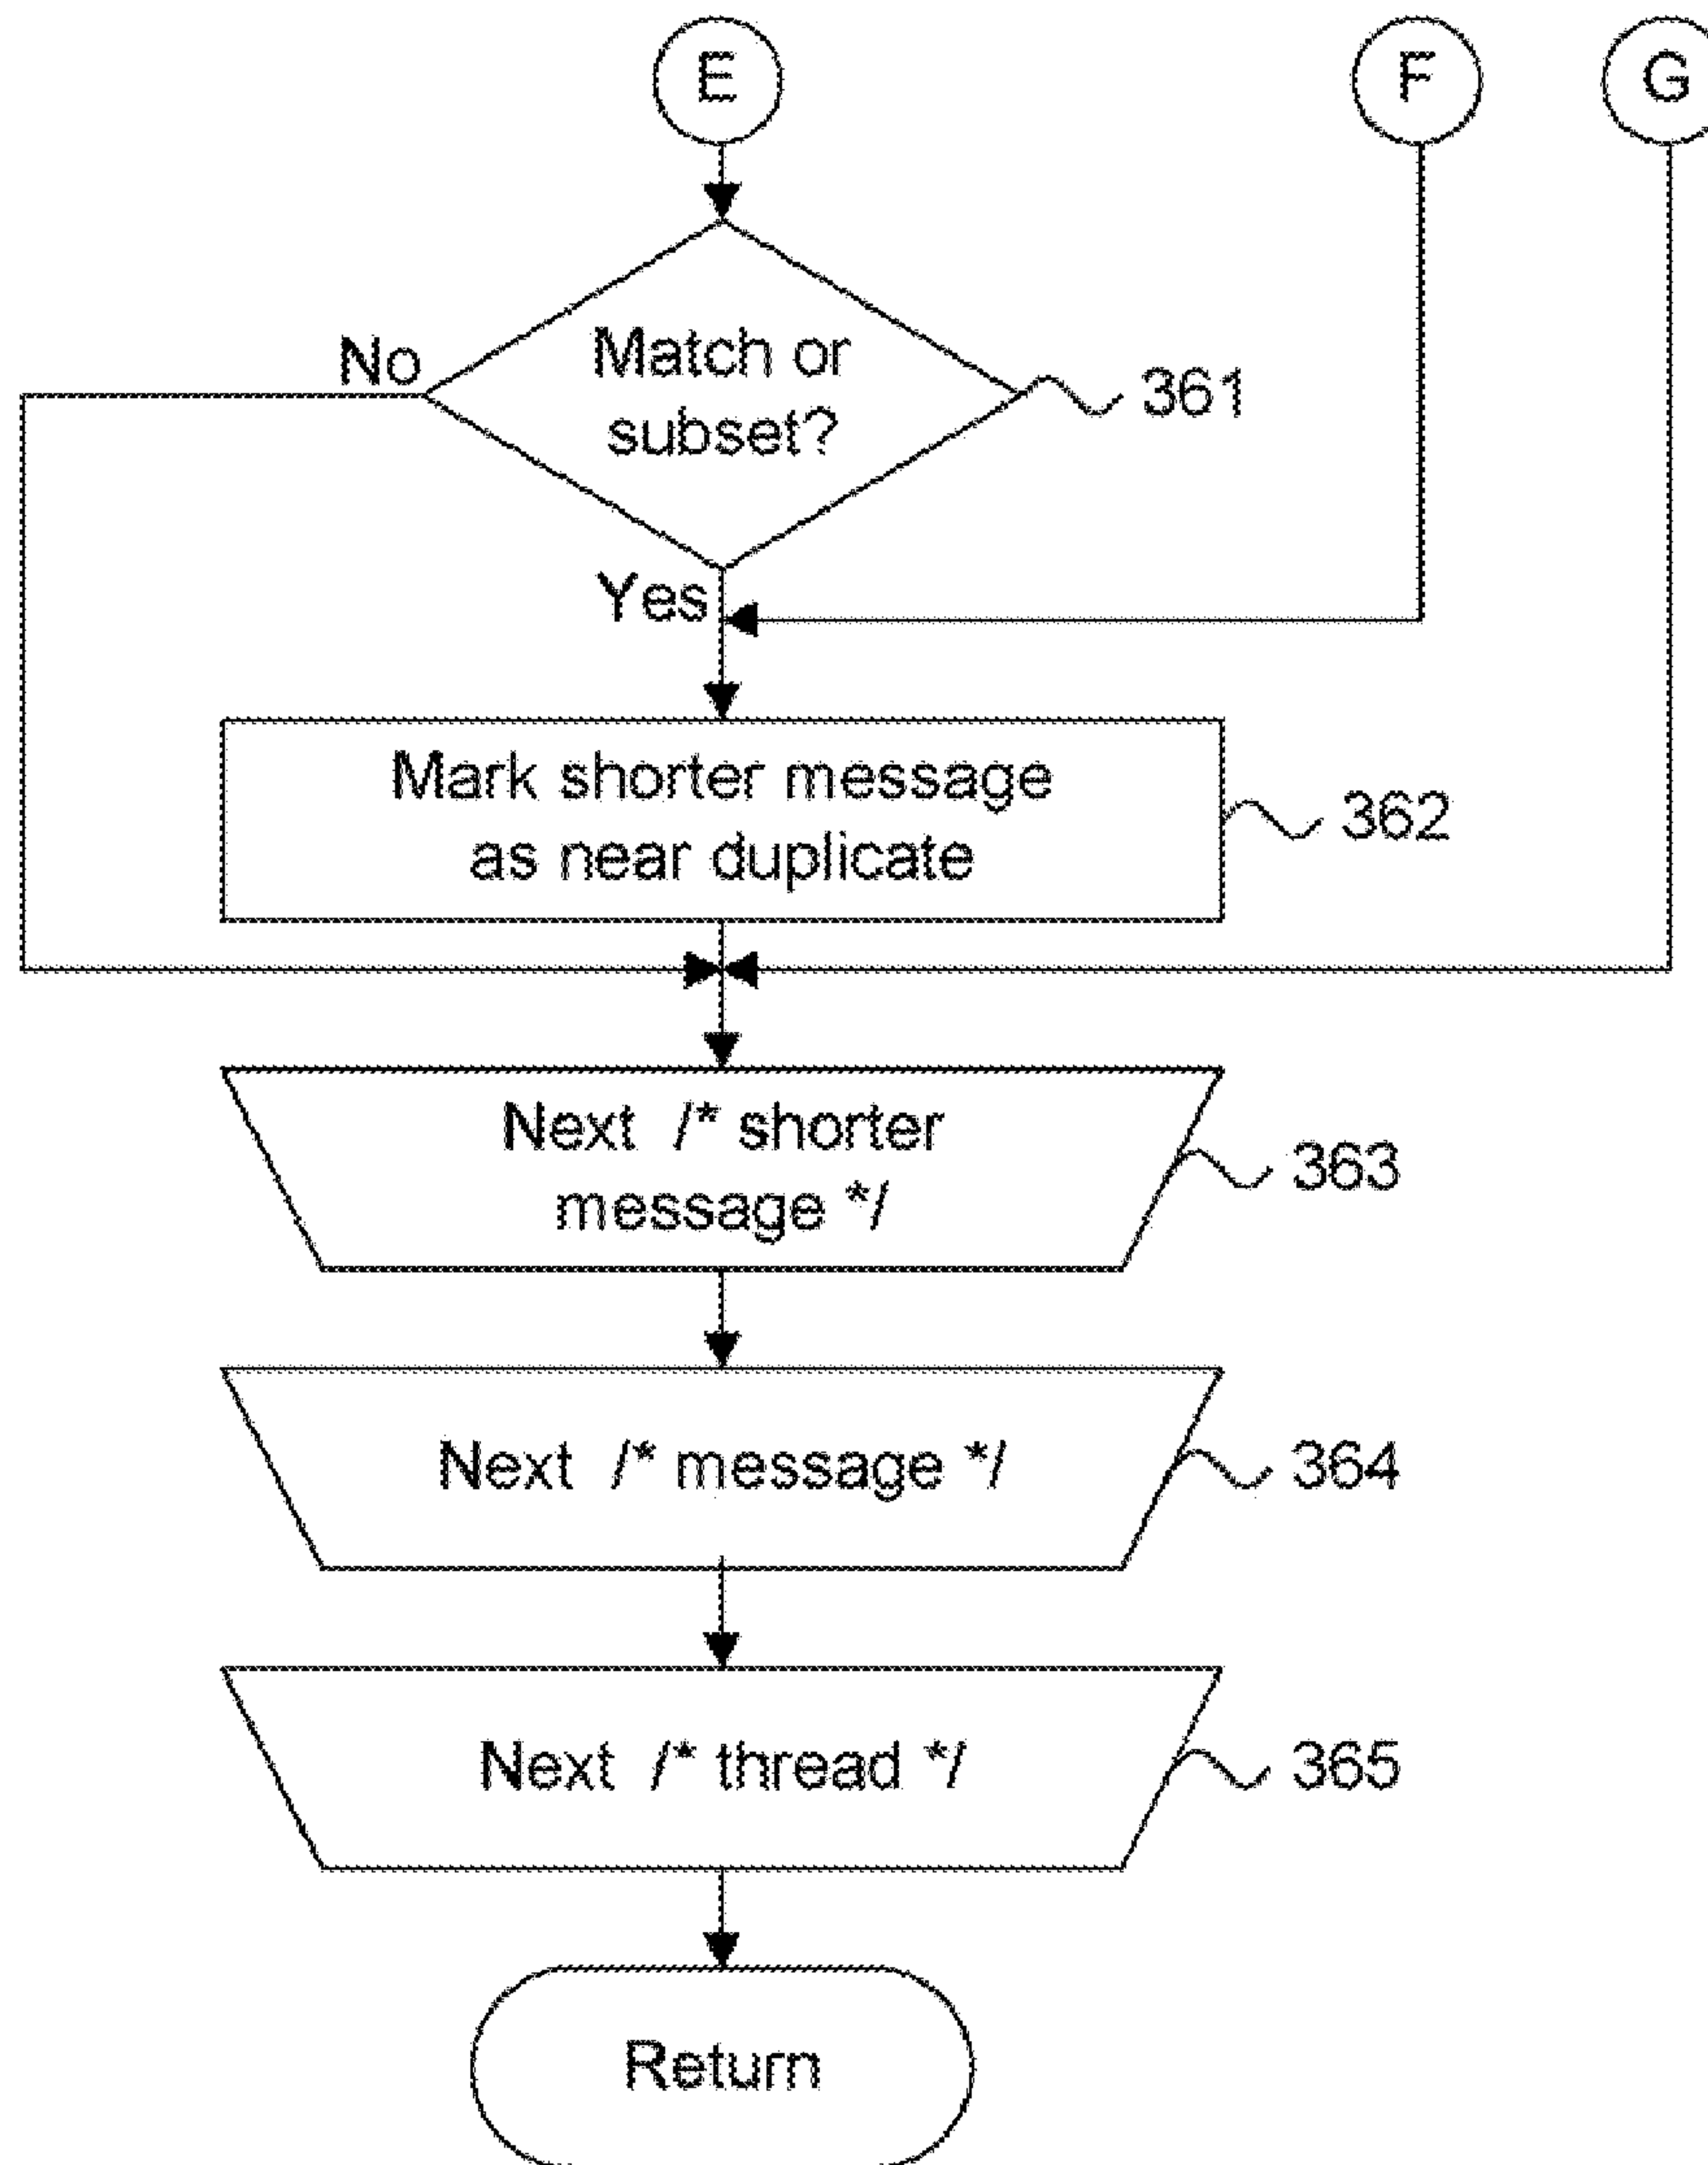 E
F
G
No
Match or
subset?
361
Yes
Mark shorter message
as near duplicate
362
Next /* shorter
message */
363
Next /* message */
364
Next /* thread */
365
Return